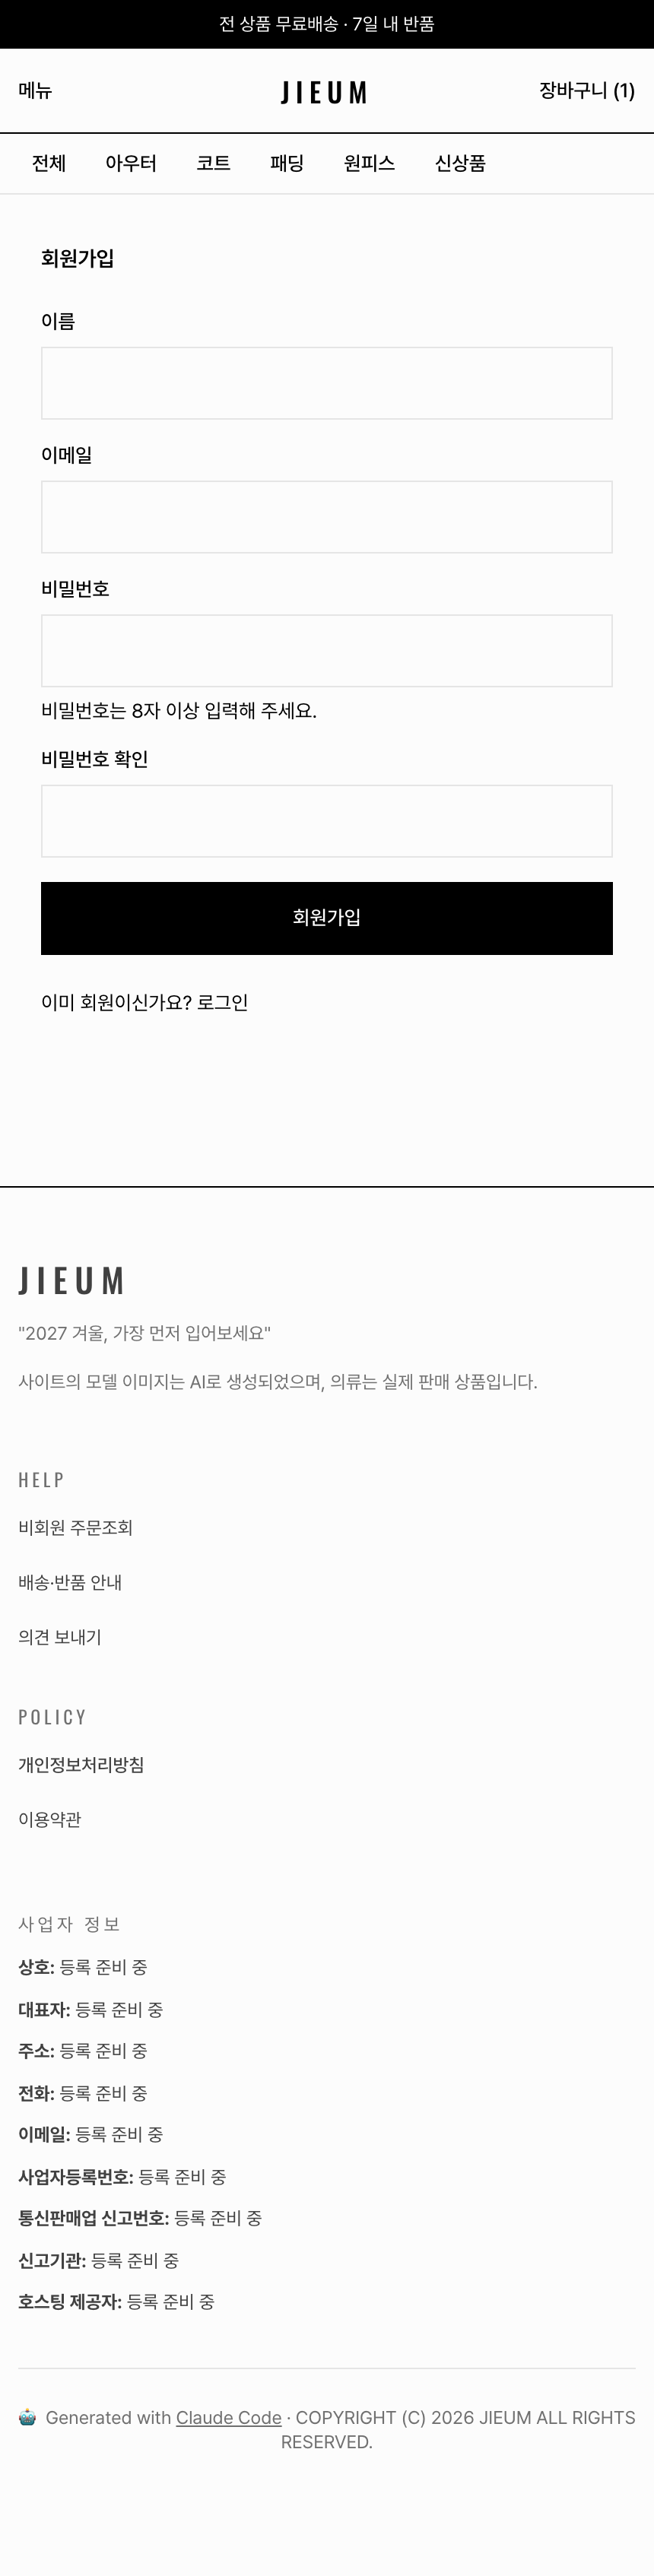 전 상품 무료배송 · 7일 내 반품
메뉴
JIEUM
장바구니 (1)
전체 아우터 코트 패딩 원피스 신상품
회원가입
이름
이메일
비밀번호
비밀번호는 8자 이상 입력해 주세요.
비밀번호 확인
회원가입
이미 회원이신가요? 로그인
JIEUM
"2027 겨울, 가장 먼저 입어보세요"
사이트의 모델 이미지는 AI로 생성되었으며, 의류는 실제 판매 상품입니다.
HELP
비회원 주문조회
배송·반품 안내
의견 보내기
POLICY
개인정보처리방침
이용약관
사업자 정보
상호: 등록 준비 중
대표자: 등록 준비 중
주소: 등록 준비 중
전화: 등록 준비 중
이메일: 등록 준비 중
사업자등록번호: 등록 준비 중
통신판매업 신고번호: 등록 준비 중
신고기관: 등록 준비 중
호스팅 제공자: 등록 준비 중
🤖 Generated with Claude Code · COPYRIGHT (C) 2026 JIEUM ALL RIGHTS
RESERVED.